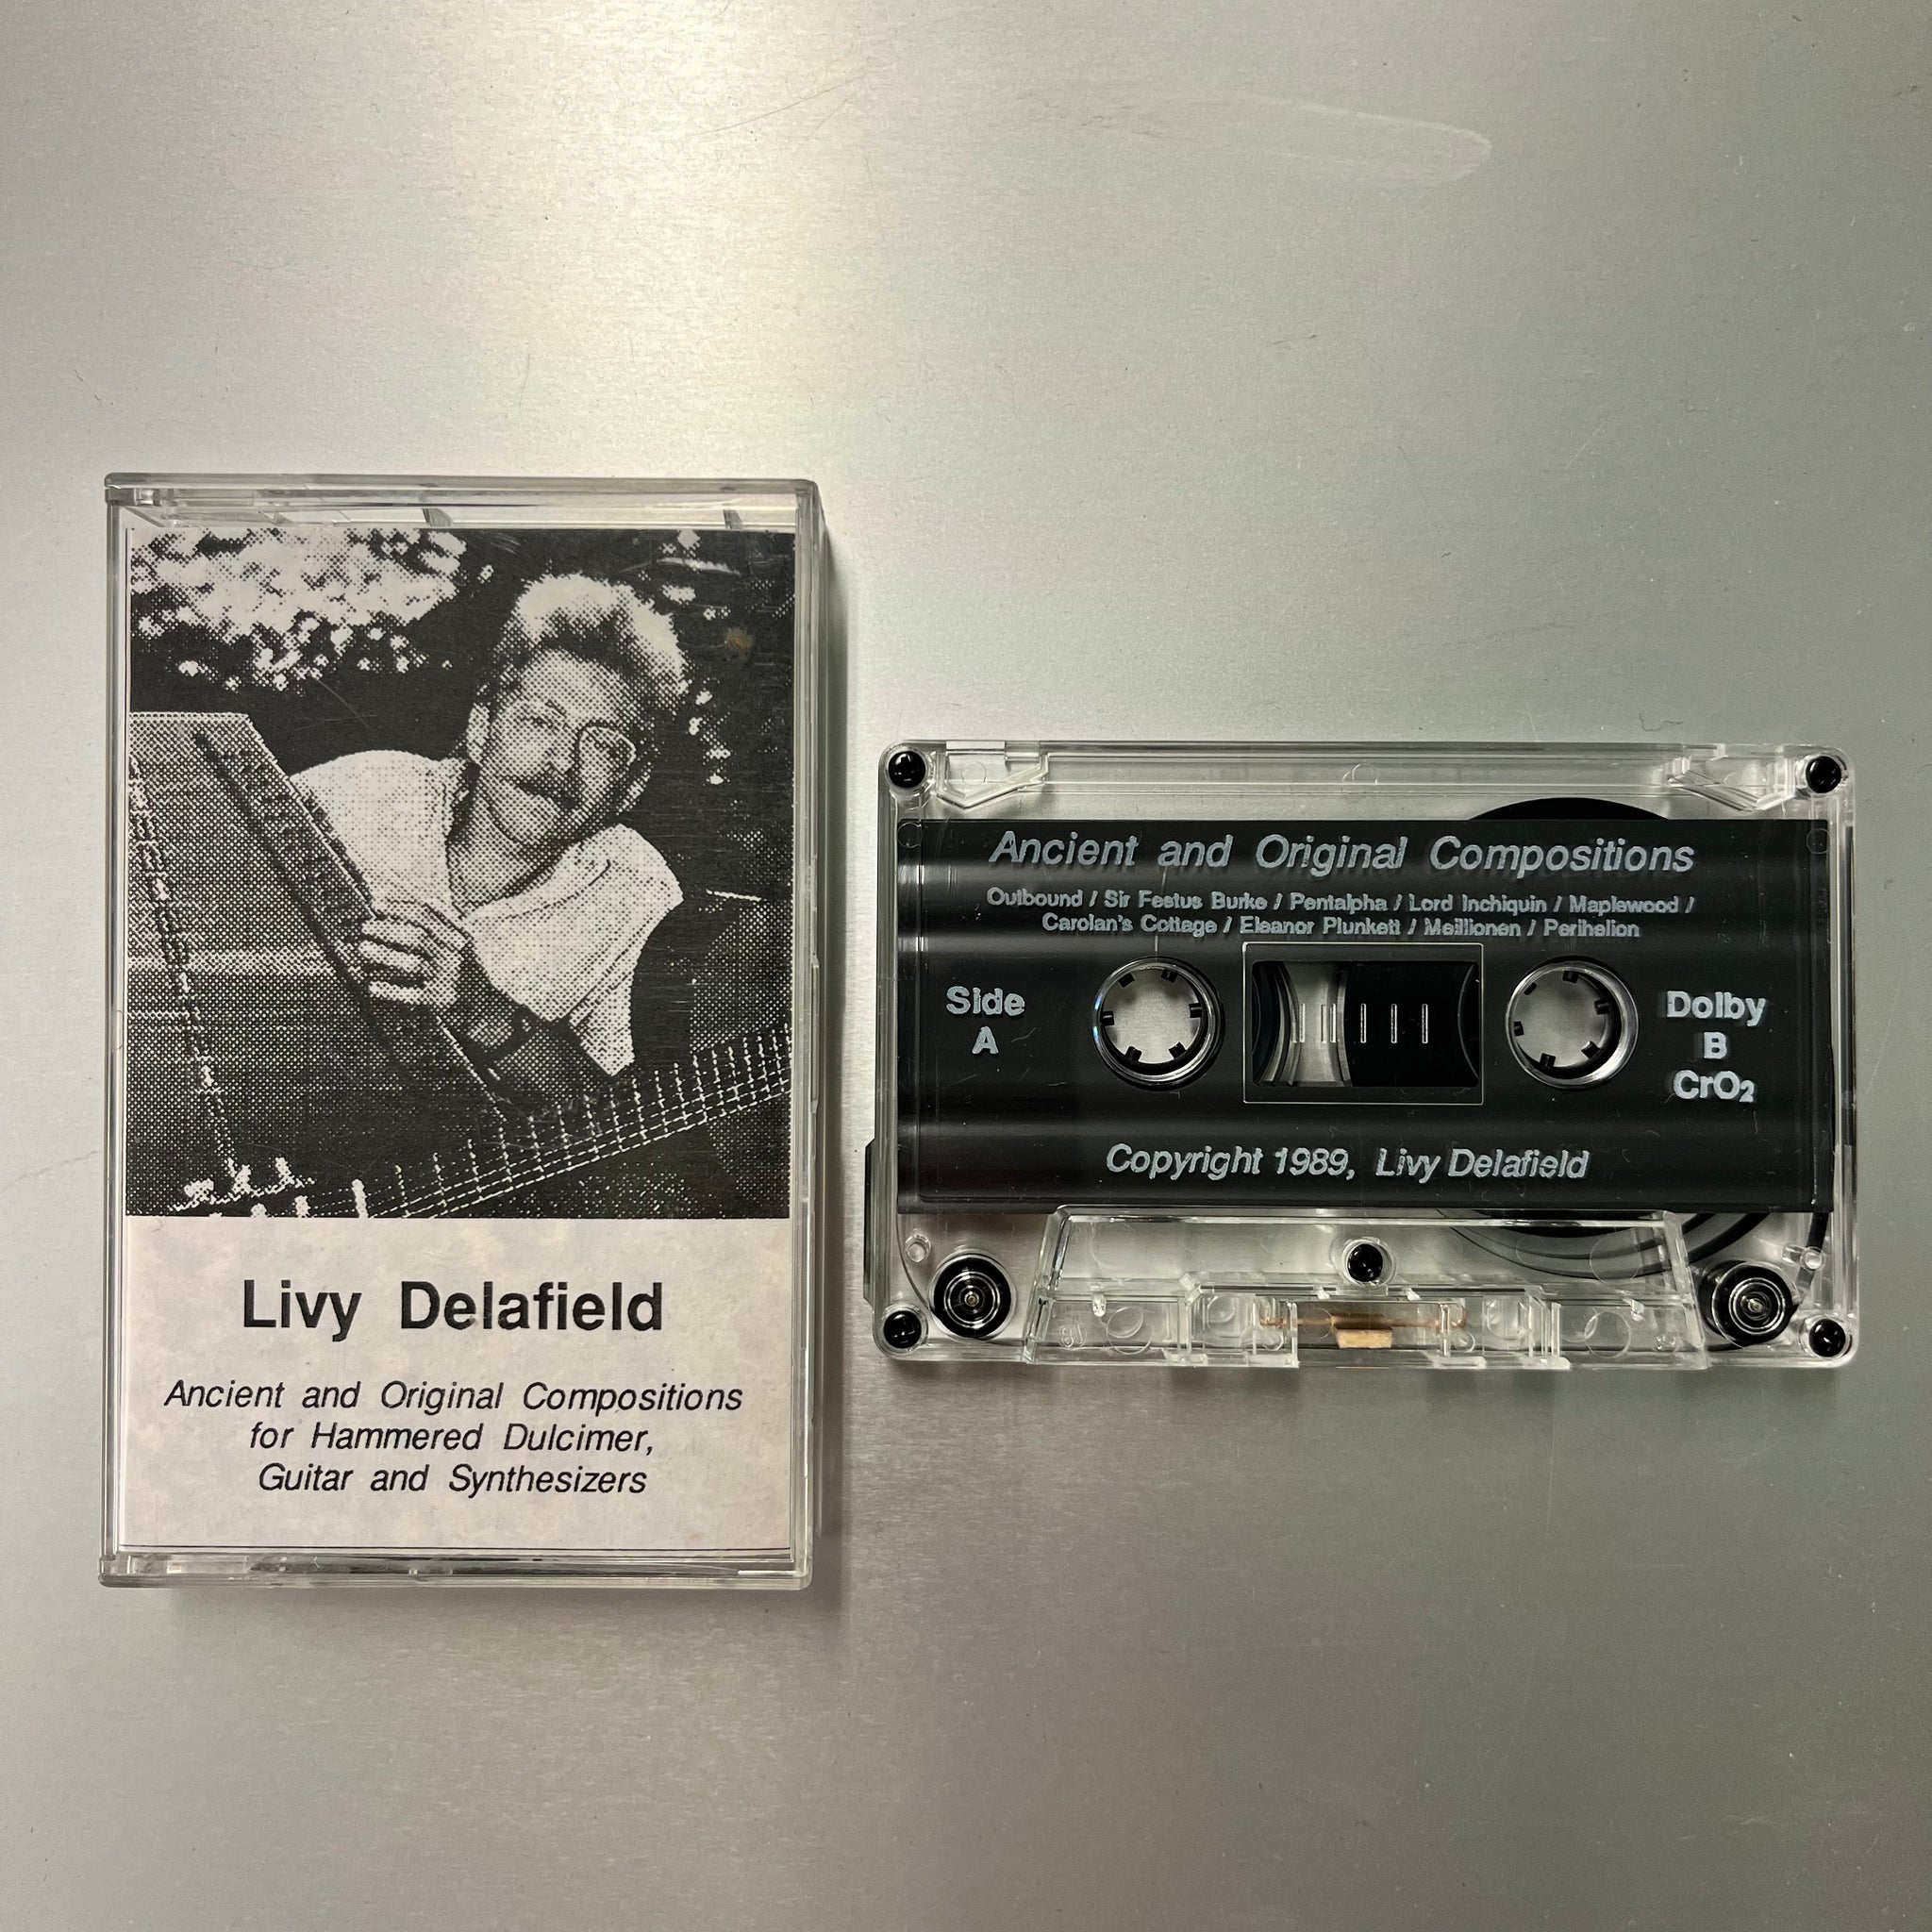 Livy Delafield
Ancient and Original Compositions
for Hammered Dulcimer,
Guitar and Synthesizers
Ancient and Original Compositions
Outbound / Sir Festus Burke / Pentalpha / Lord Inchiquin / Maplewood /
Carolan's Cottage / Eleanor Plunkett / Meillionen / Perihelion
Side
A
Dolby
B
CrO₂
Copyright 1989, Livy Delafield